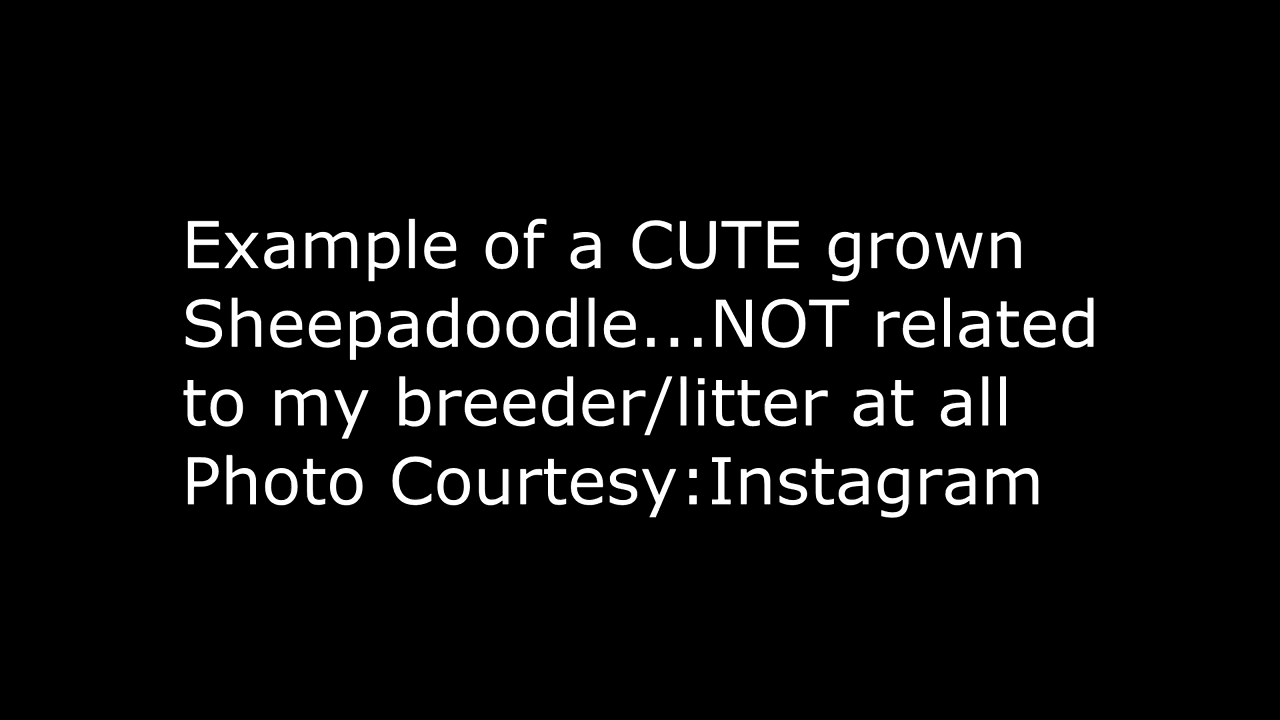 Example of a CUTE grown
Sheepadoodle...NOT related
to my breeder/litter at all
Photo Courtesy:Instagram